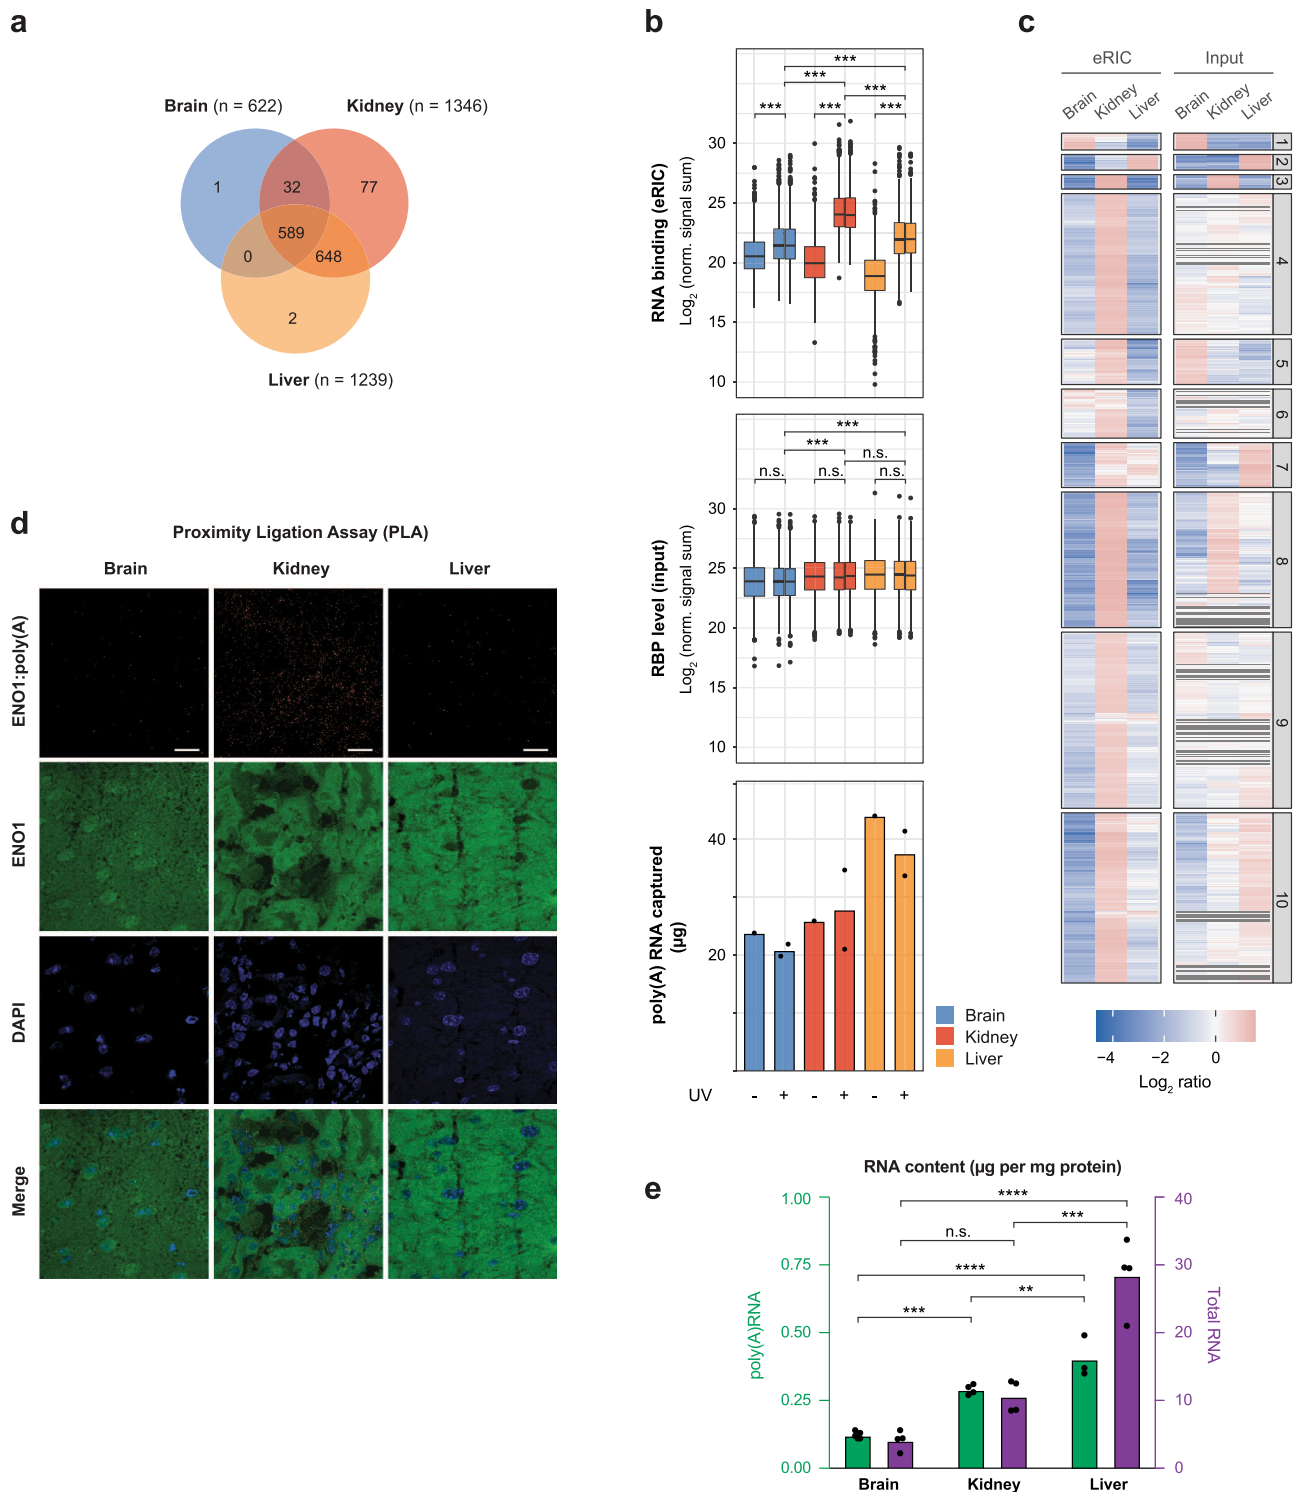 a
Brain (n = 622)
Kidney (n = 1346)
1
32
77
589
0
648
2
Liver (n = 1239)
b
RNA binding (eRIC)
Log2 (norm. signal sum)
30
25
20
15
10
***
***
***
***
***
***
RBP level (input)
Log2 (norm. signal sum)
30
25
20
15
10
***
***
n.s.
n.s.
n.s.
n.s.
poly(A) RNA captured
(µg)
40
20
UV
- + - + - +
Brain
Kidney
Liver
c
eRIC
Input
Brain
Kidney
Liver
Brain
Kidney
Liver
1
2
3
4
5
6
7
8
9
10
−4
−2
0
Log2 ratio
d
Proximity Ligation Assay (PLA)
Brain
Kidney
Liver
ENO1:poly(A)
ENO1
DAPI
Merge
e
RNA content (µg per mg protein)
poly(A)RNA
1.00
0.75
0.50
0.25
0.00
****
***
n.s.
****
**
***
40
30
20
10
0
Total RNA
Brain
Kidney
Liver